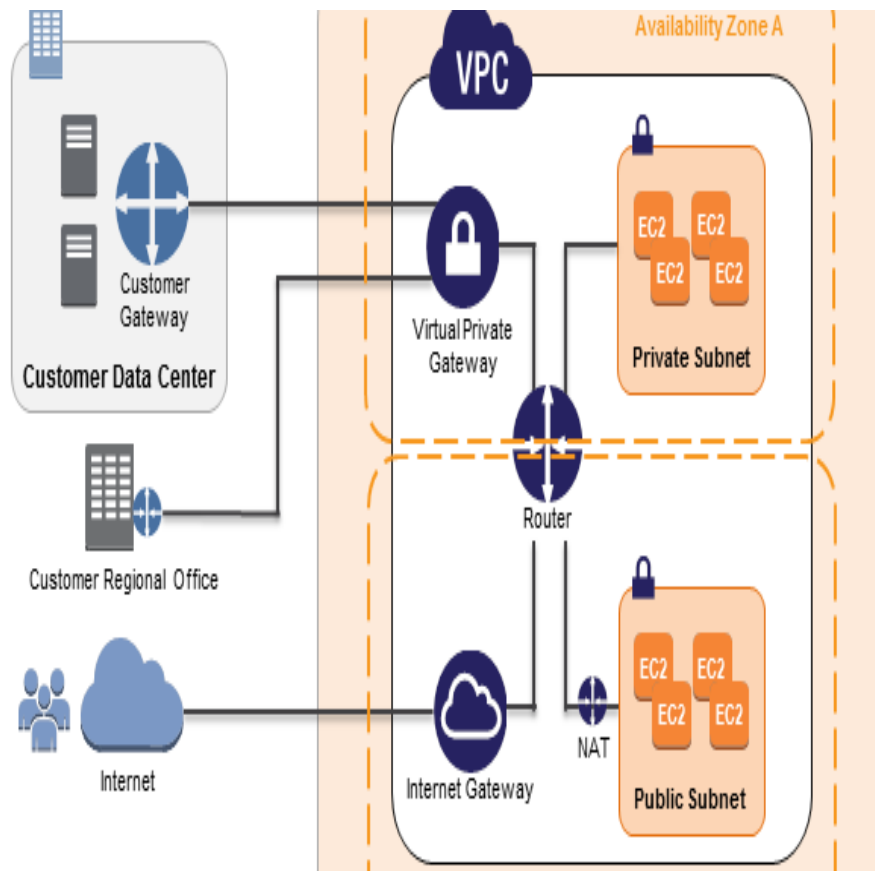 Availability Zone A
VPC
EC2
EC2
EC2
EC2
Private Subnet
Customer
Gateway
Customer Data Center
Virtual Private
Gateway
Router
Customer Regional Office
Internet
Internet Gateway
NAT
EC2
EC2
EC2
EC2
Public Subnet